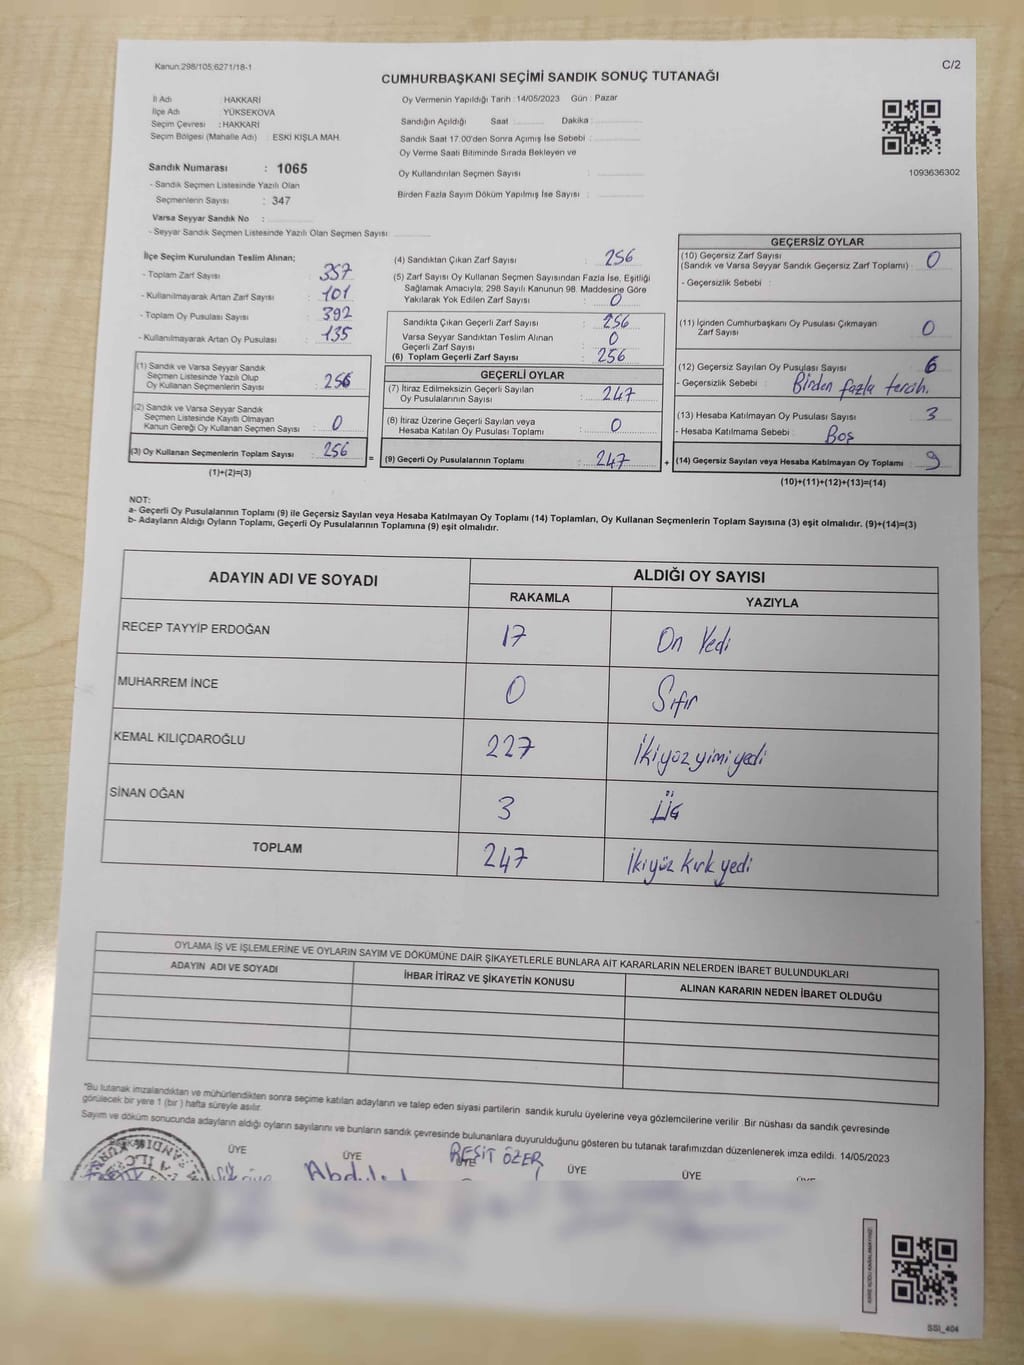 Kanun:298/105;6271/18-1
C/2
CUMHURBAŞKANI SEÇİMİ SANDIK SONUÇ TUTANAĞI
İl Adı : HAKKARİ
İlçe Adı : YÜKSEKOVA
Seçim Çevresi : HAKKARİ
Seçim Bölgesi (Mahalle Adı) : ESKİ KIŞLA MAH.
Sandık Numarası : 1065
- Sandık Seçmen Listesinde Yazılı Olan
Seçmenlerin Sayısı : 347
Varsa Seyyar Sandık No :
- Seyyar Sandık Seçmen Listesinde Yazılı Olan Seçmen Sayısı:
Oy Vermenin Yapıldığı Tarih : 14/05/2023 Gün : Pazar
Sandığın Açıldığı Saat : Dakika :
Sandık Saat 17.00'den Sonra Açımış İse Sebebi :
Oy Verme Saati Bitiminde Sırada Bekleyen ve
Oy Kullandırılan Seçmen Sayısı :
Birden Fazla Sayım Döküm Yapılmış İse Sayısı :
1093636302
İlçe Seçim Kurulundan Teslim Alınan;
- Toplam Zarf Sayısı : 357
- Kullanılmayarak Artan Zarf Sayısı : 101
- Toplam Oy Pusulası Sayısı : 392
- Kullanılmayarak Artan Oy Pusulası : 135
(1) Sandık ve Varsa Seyyar Sandık
Seçmen Listesinde Yazılı Olup
Oy Kullanan Seçmenlerin Sayısı : 256
(2) Sandık ve Varsa Seyyar Sandık
Seçmen Listesinde Kayıtlı Olmayan
Kanun Gereği Oy Kullanan Seçmen Sayısı : 0
(3) Oy Kullanan Seçmenlerin Toplam Sayısı : 256
(1)+(2)=(3)
(4) Sandıktan Çıkan Zarf Sayısı : 256
(5) Zarf Sayısı Oy Kullanan Seçmen Sayısından Fazla İse, Eşitliği
Sağlamak Amacıyla; 298 Sayılı Kanunun 98. Maddesine Göre
Yakılarak Yok Edilen Zarf Sayısı : 0
Sandıkta Çıkan Geçerli Zarf Sayısı : 256
Varsa Seyyar Sandıktan Teslim Alınan
Geçerli Zarf Sayısı : 0
(6) Toplam Geçerli Zarf Sayısı : 256
GEÇERLİ OYLAR
(7) İtiraz Edilmeksizin Geçerli Sayılan
Oy Pusulalarının Sayısı : 247
(8) İtiraz Üzerine Geçerli Sayılan veya
Hesaba Katılan Oy Pusulası Toplamı : 0
= (9) Geçerli Oy Pusulalarının Toplamı : 247 +
GEÇERSİZ OYLAR
(10) Geçersiz Zarf Sayısı
(Sandık ve Varsa Seyyar Sandık Geçersiz Zarf Toplamı) : 0
- Geçersizlik Sebebi :
(11) İçinden Cumhurbaşkanı Oy Pusulası Çıkmayan
Zarf Sayısı : 0
(12) Geçersiz Sayılan Oy Pusulası Sayısı : 6
- Geçersizlik Sebebi : Birden fazla tercih.
(13) Hesaba Katılmayan Oy Pusulası Sayısı : 3
- Hesaba Katılmama Sebebi : Boş
(14) Geçersiz Sayılan veya Hesaba Katılmayan Oy Toplamı : 9
(10)+(11)+(12)+(13)=(14)
NOT:
a- Geçerli Oy Pusulalarının Toplamı (9) ile Geçersiz Sayılan veya Hesaba Katılmayan Oy Toplamı (14) Toplamları, Oy Kullanan Seçmenlerin Toplam Sayısına (3) eşit olmalıdır. (9)+(14)=(3)
b- Adayların Aldığı Oyların Toplamı, Geçerli Oy Pusulalarının Toplamına (9) eşit olmalıdır.
ADAYIN ADI VE SOYADI
ALDIĞI OY SAYISI
RAKAMLA YAZIYLA
RECEP TAYYİP ERDOĞAN 17 On Yedi
MUHARREM İNCE 0 Sıfır
KEMAL KILIÇDAROĞLU 227 İkiyüz yimi yedi
SİNAN OĞAN 3 Üç
TOPLAM 247 İkiyüz kırk yedi
OYLAMA İŞ VE İŞLEMLERİNE VE OYLARIN SAYIM VE DÖKÜMÜNE DAİR ŞİKAYETLERLE BUNLARA AİT KARARLARIN NELERDEN İBARET BULUNDUKLARI
ADAYIN ADI VE SOYADI İHBAR İTİRAZ VE ŞİKAYETİN KONUSU ALINAN KARARIN NEDEN İBARET OLDUĞU
"Bu tutanak imzalandıktan ve mühürlendikten sonra seçime katılan adayların ve talep eden siyasi partilerin sandık kurulu üyelerine veya gözlemcilerine verilir. Bir nüshası da sandık çevresinde
görülecek bir yere 1 (bir) hafta süreyle asılır.
Sayım ve döküm sonucunda adayların aldığı oyların sayılarını ve bunların sandık çevresinde bulunanlara duyurulduğunu gösteren bu tutanak tarafımızdan düzenlenerek imza edildi. 14/05/2023
ÜYE ÜYE ÜYE ÜYE ÜYE
REŞİT ÖZER
SSI_404